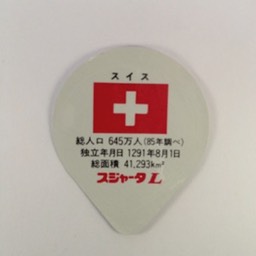 スイス
総人口 645万人(85年調べ)
独立年月日 1291年8月1日
総面積 41,293km²
スジャータ L